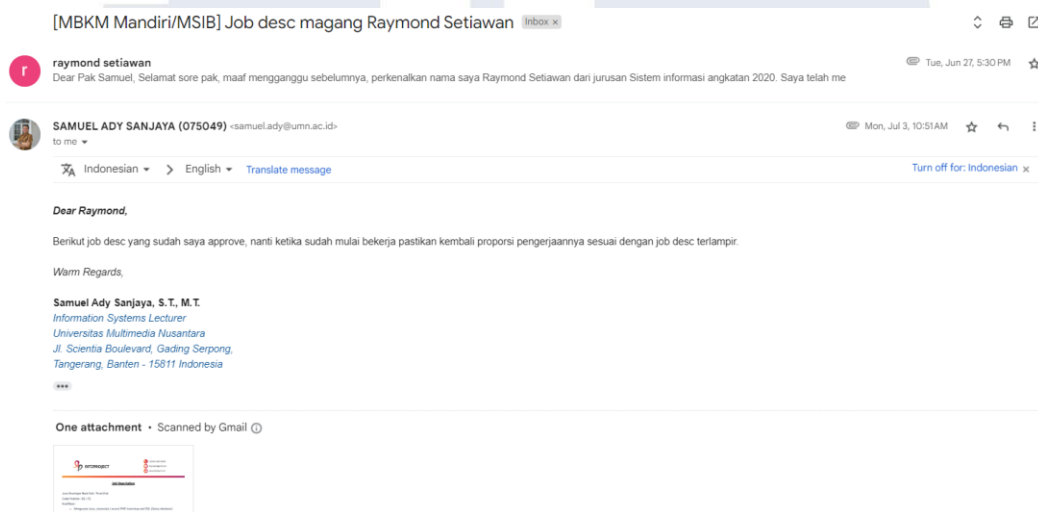 [MBKM Mandiri/MSIB] Job desc magang Raymond Setiawan Inbox ×
r
raymond setiawan
Tue, Jun 27, 5:30 PM
Dear Pak Samuel, Selamat sore pak, maaf mengganggu sebelumnya, perkenalkan nama saya Raymond Setiawan dari jurusan Sistem informasi angkatan 2020. Saya telah me
SAMUEL ADY SANJAYA (075049) <samuel.ady@umn.ac.id>
Mon, Jul 3, 10:51 AM
to me
Indonesian > English Translate message
Turn off for: Indonesian ×
Dear Raymond,
Berikut job desc yang sudah saya approve, nanti ketika sudah mulai bekerja pastikan kembali proporsi pengerjaannya sesuai dengan job desc terlampir.
Warm Regards,
Samuel Ady Sanjaya, S.T., M.T.
Information Systems Lecturer
Universitas Multimedia Nusantara
Jl. Scientia Boulevard, Gading Serpong,
Tangerang, Banten - 15811 Indonesia
One attachment • Scanned by Gmail
Job Description